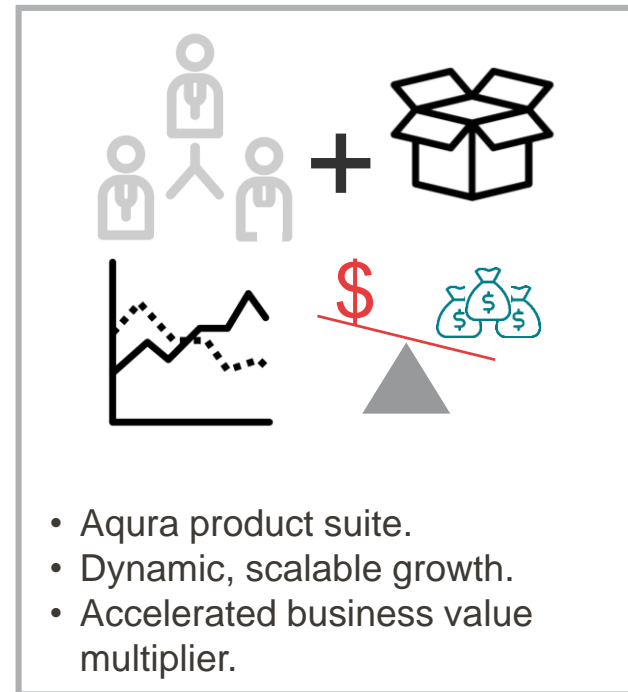 +
$
$
$ $
• Aqura product suite.
• Dynamic, scalable growth.
• Accelerated business value
multiplier.